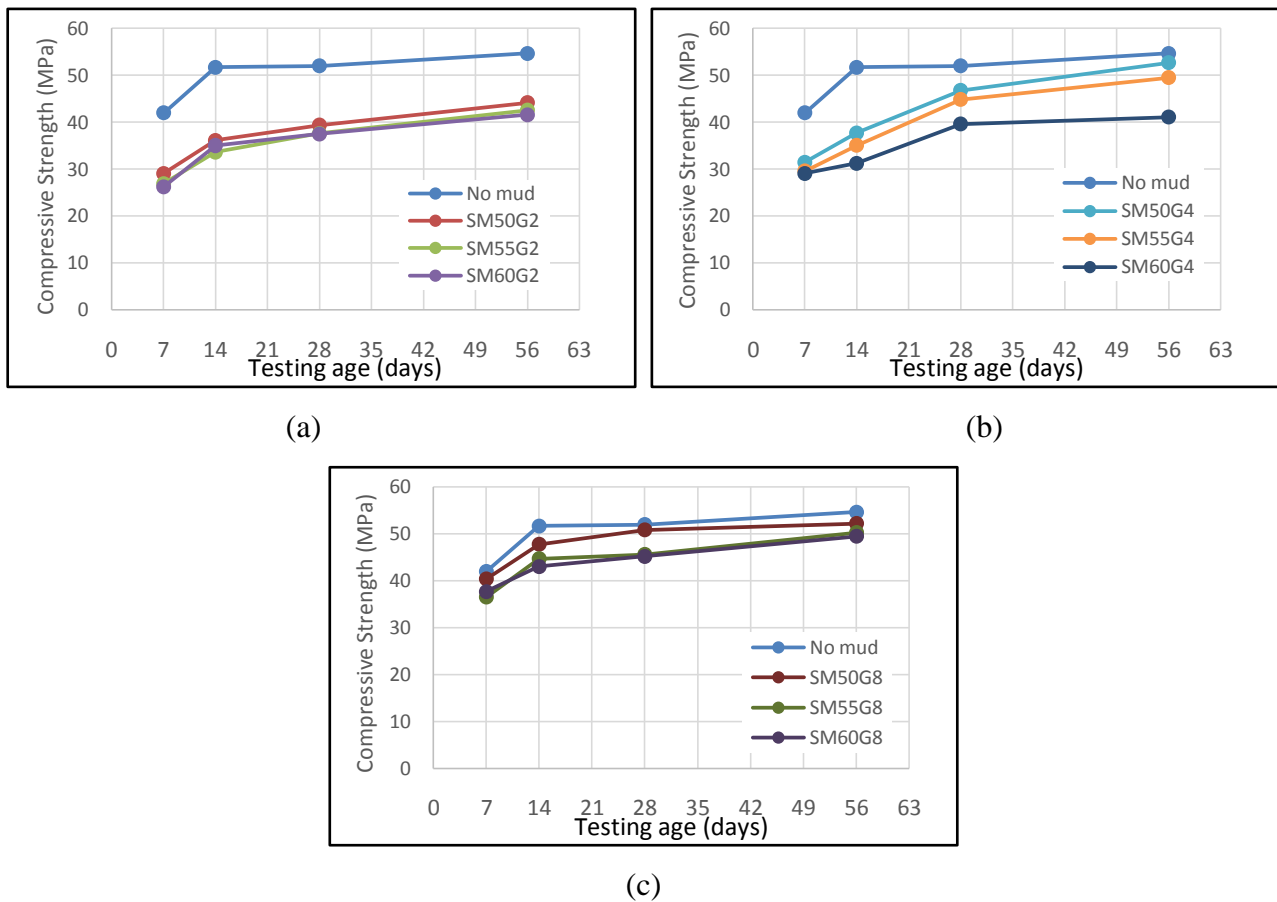 60
50
40
30
20
10
0
Compressive Strength (MPa)
No mud
SM50G2
SM55G2
SM60G2
0 7 14 21 28 35 42 49 56 63
Testing age (days)
(a)
60
50
40
30
20
10
0
Compressive Strength (MPa)
No mud
SM50G4
SM55G4
SM60G4
0 7 14 21 28 35 42 49 56 63
Testing age (days)
(b)
60
50
40
30
20
10
0
Compressive Strength (MPa)
No mud
SM50G8
SM55G8
SM60G8
0 7 14 21 28 35 42 49 56 63
Testing age (days)
(c)